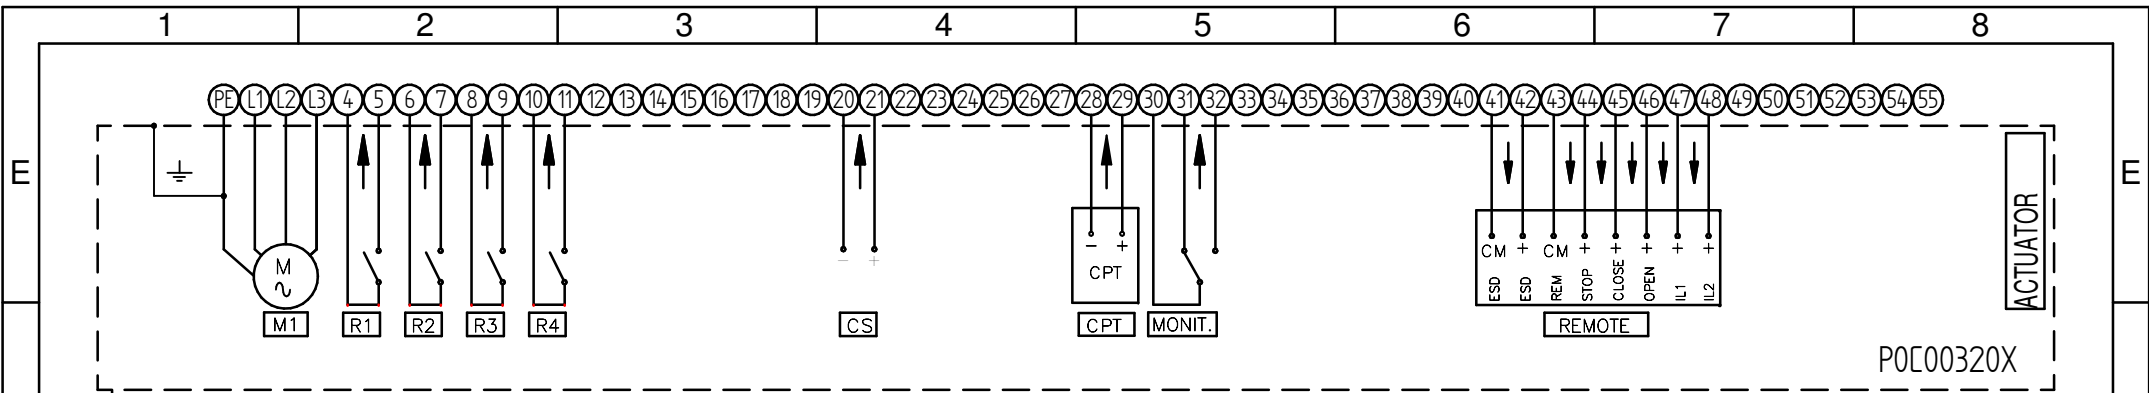 1 2 3 4 5 6 7 8
PE L1 L2 L3 4 5 6 7 8 9 10 11 12 13 14 15 16 17 18 19 20 21 22 23 24 25 26 27 28 29 30 31 32 33 34 35 36 37 38 39 40 41 42 43 44 45 46 47 48 49 50 51 52 53 54 55
E E
ACTUATOR
M
∿
− +
− +
CPT
CM + CM + + + + +
ESD ESD REM STOP CLOSE OPEN IL1 IL2
M1 R1 R2 R3 R4 CS CPT MONIT. REMOTE
P0C00320X